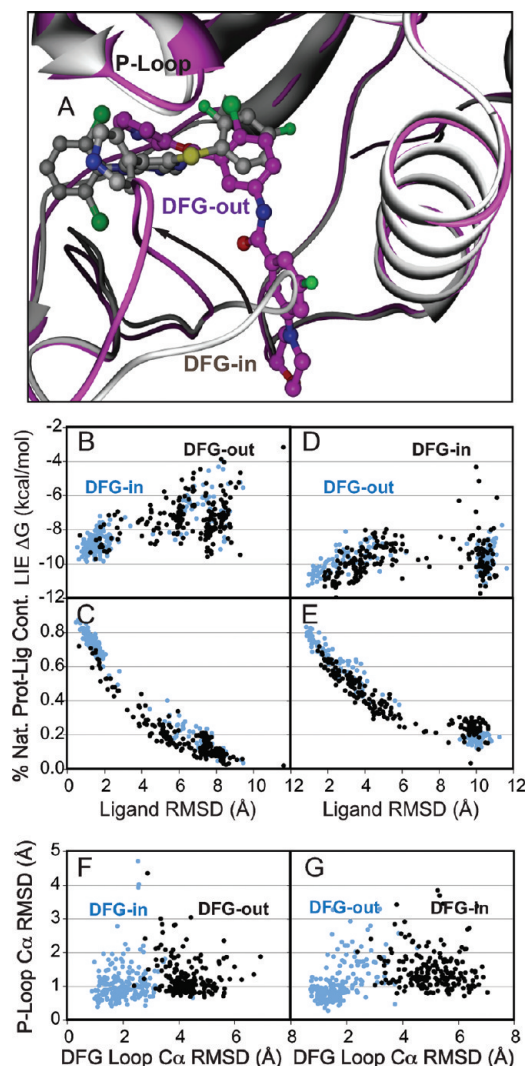 P-Loop
A
DFG-out
DFG-in
B
DFG-out
DFG-in
D
DFG-in
DFG-out
LIE ΔG (kcal/mol)
-2
-4
-6
-8
-10
-12
C
E
% Nat. Prot-Lig Cont.
0.8
0.6
0.4
0.2
0
0 2 4 6 8 10 12
2 4 6 8 10 12
Ligand RMSD (Å)
Ligand RMSD (Å)
F
DFG-in
DFG-out
G
DFG-out
DFG-in
P-Loop Cα RMSD (Å)
5
4
3
2
1
0
0 2 4 6 8
0 2 4 6 8
DFG Loop Cα RMSD (Å)
DFG Loop Cα RMSD (Å)